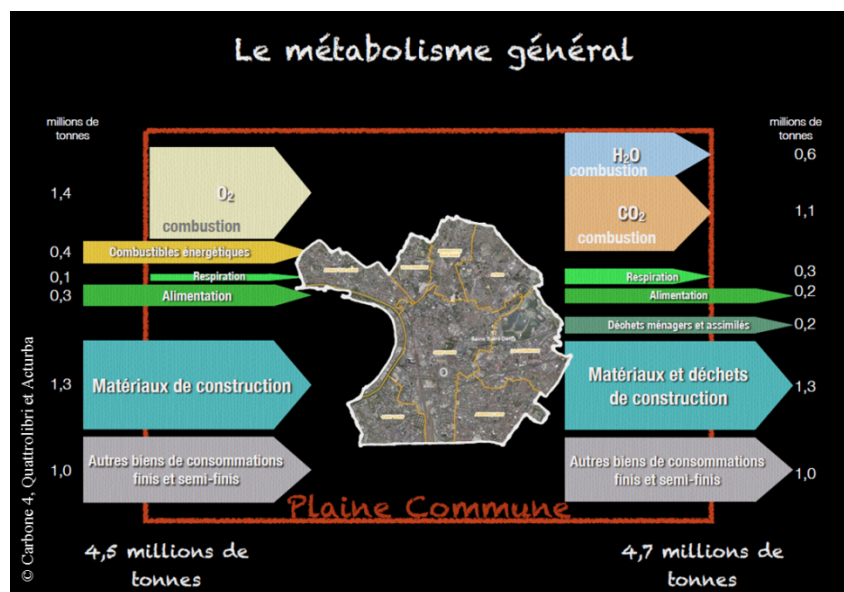 Le métabolisme général
millions de
tonnes
1,4
0,4
0,1
0,3
1,3
1,0
O₂
combustion
Combustibles énergétiques
Respiration
Alimentation
Matériaux de construction
Autres biens de consommations
finis et semi-finis
4,5 millions de
tonnes
Plaine Commune
millions de
tonnes
H₂O
combustion
0,6
CO₂
combustion
1,1
Respiration
0,3
Alimentation
0,2
Déchets ménagers et assimilés
0,2
Matériaux et déchets
de construction
1,3
Autres biens de consommations
finis et semi-finis
1,0
4,7 millions de
tonnes
© Carbone 4, Quattrolibri et Acturba